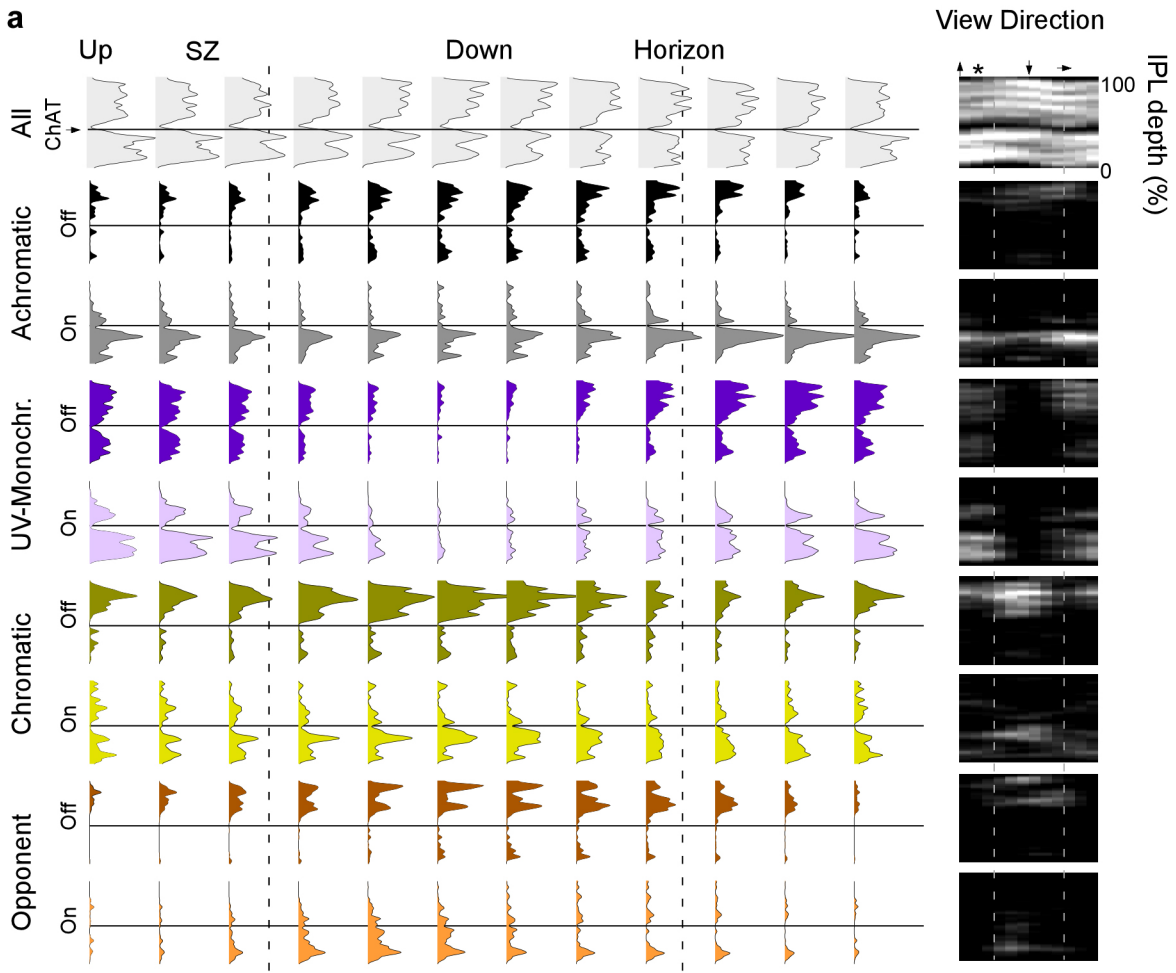 a
View Direction
Up SZ Down Horizon
*
All
ChAT
100
0
IPL depth (%)
Achromatic
Off
On
UV-Monochr.
Off
On
Chromatic
Off
On
Opponent
Off
On